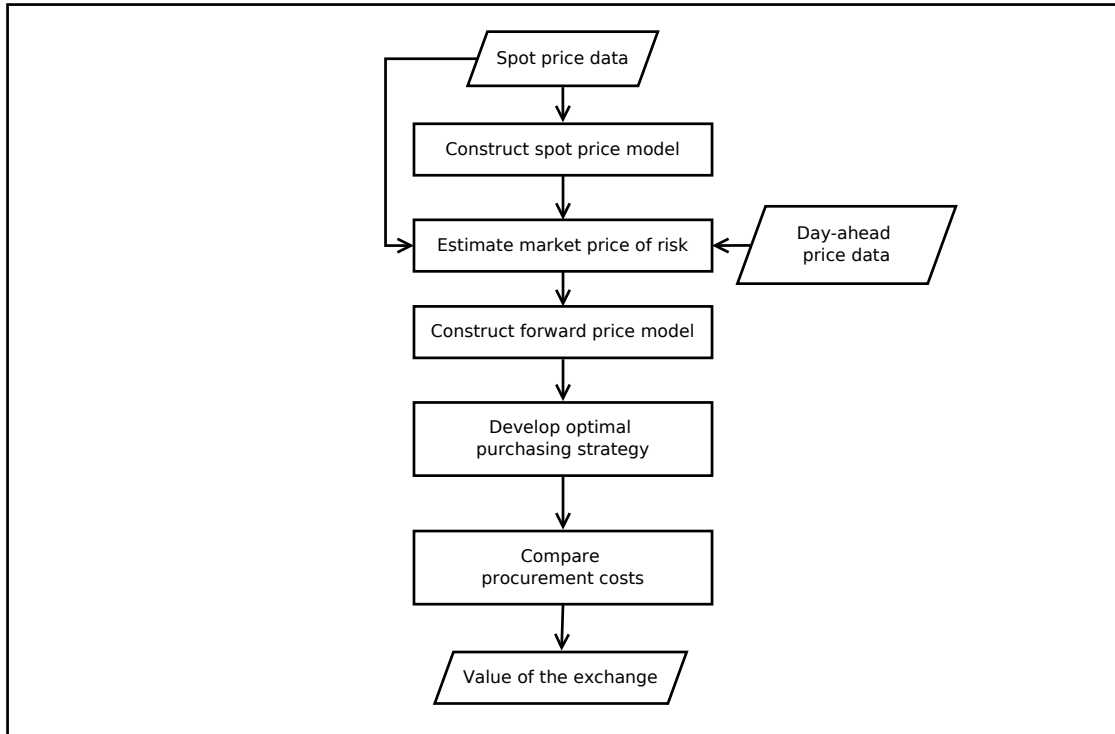 Spot price data
Construct spot price model
Estimate market price of risk
Day-ahead
price data
Construct forward price model
Develop optimal
purchasing strategy
Compare
procurement costs
Value of the exchange